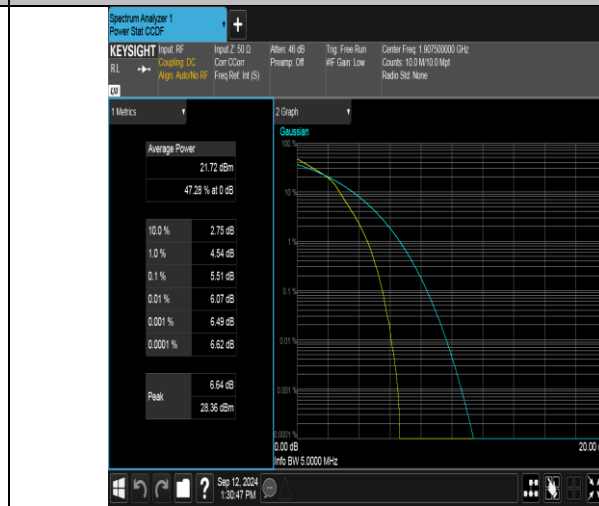 Spectrum Analyzer 1
Power Stat CCDF
+
KEYSIGHT
RL
Input: RF
Coupling: DC
Align: Auto/No RF
Input Z: 50 Ω
Corr CCorr
Freq Ref: Int (S)
Atten: 46 dB
Preamp: Off
Trig: Free Run
#IF Gain: Low
Center Freq: 1.907500000 GHz
Counts: 10.0 M/10.0 Mpt
Radio Std: None
1 Metrics
Average Power
21.72 dBm
47.28 % at 0 dB
10.0 % 2.75 dB
1.0 % 4.54 dB
0.1 % 5.51 dB
0.01 % 6.07 dB
0.001 % 6.49 dB
0.0001 % 6.62 dB
Peak
6.64 dB
28.36 dBm
2 Graph
Gaussian
100 %
10 %
1 %
0.1 %
0.01 %
0.001 %
0.0001 %
0.00 dB
20.00
Info BW 5.0000 MHz
?
Sep 12, 2024
1:30:47 PM